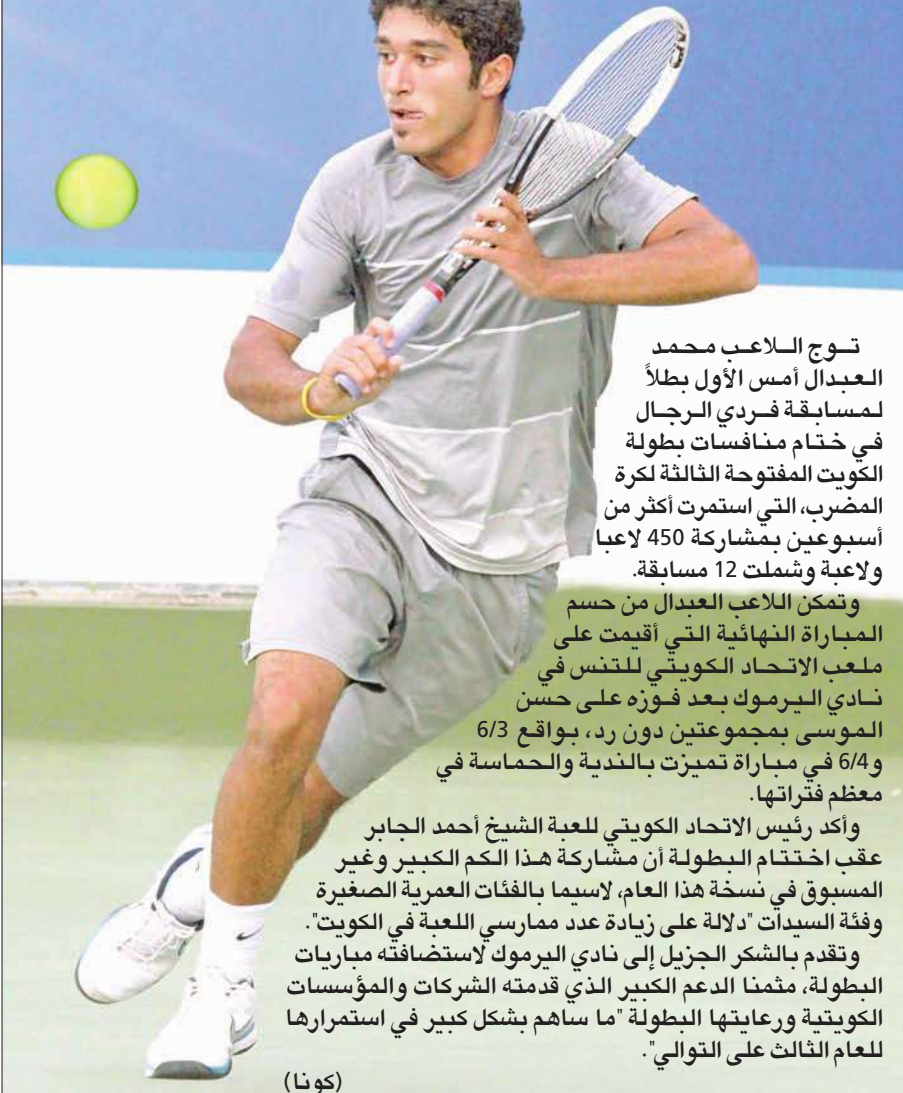 توج اللاعب محمد
العبدال أمس الأول بطلاً
لمسابقة فردي الرجال
في ختام منافسات بطولة
الكويت المفتوحة الثالثة لكرة
المضرب، التي استمرت أكثر من
أسبوعين بمشاركة 450 لاعبا
ولاعبة وشملت 12 مسابقة.
وتمكن اللاعب العبدال من حسم
المباراة النهائية التي أقيمت على
ملعب الاتحاد الكويتي للتنس في
نادي اليرموك بعد فوزه على حسن
الموسى بمجموعتين دون رد، بواقع 6/3
و6/4 في مباراة تميزت بالندية والحماسة في
معظم فتراتها.
وأكد رئيس الاتحاد الكويتي للعبة الشيخ أحمد الجابر
عقب اختتام البطولة أن مشاركة هذا الكم الكبير وغير
المسبوق في نسخة هذا العام، لاسيما بالفئات العمرية الصغيرة
وفئة السيدات "دلالة على زيادة عدد ممارسي اللعبة في الكويت".
وتقدم بالشكر الجزيل إلى نادي اليرموك لاستضافته مباريات
البطولة، مثمنا الدعم الكبير الذي قدمته الشركات والمؤسسات
الكويتية ورعايتها البطولة "ما ساهم بشكل كبير في استمرارها
للعام الثالث على التوالي".
(كونا)